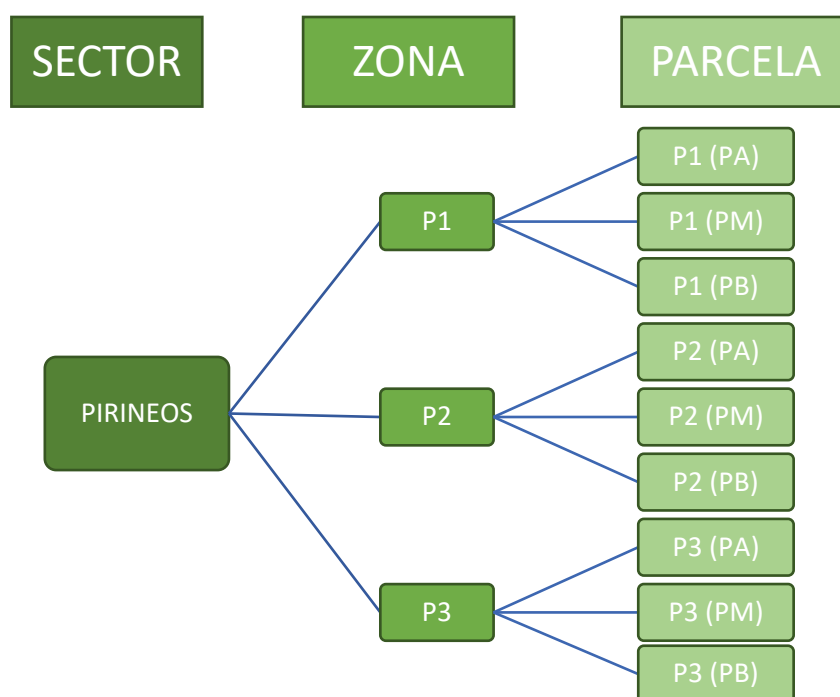 SECTOR
ZONA
PARCELA
PIRINEOS
P1
P1 (PA)
P1 (PM)
P1 (PB)
P2
P2 (PA)
P2 (PM)
P2 (PB)
P3
P3 (PA)
P3 (PM)
P3 (PB)